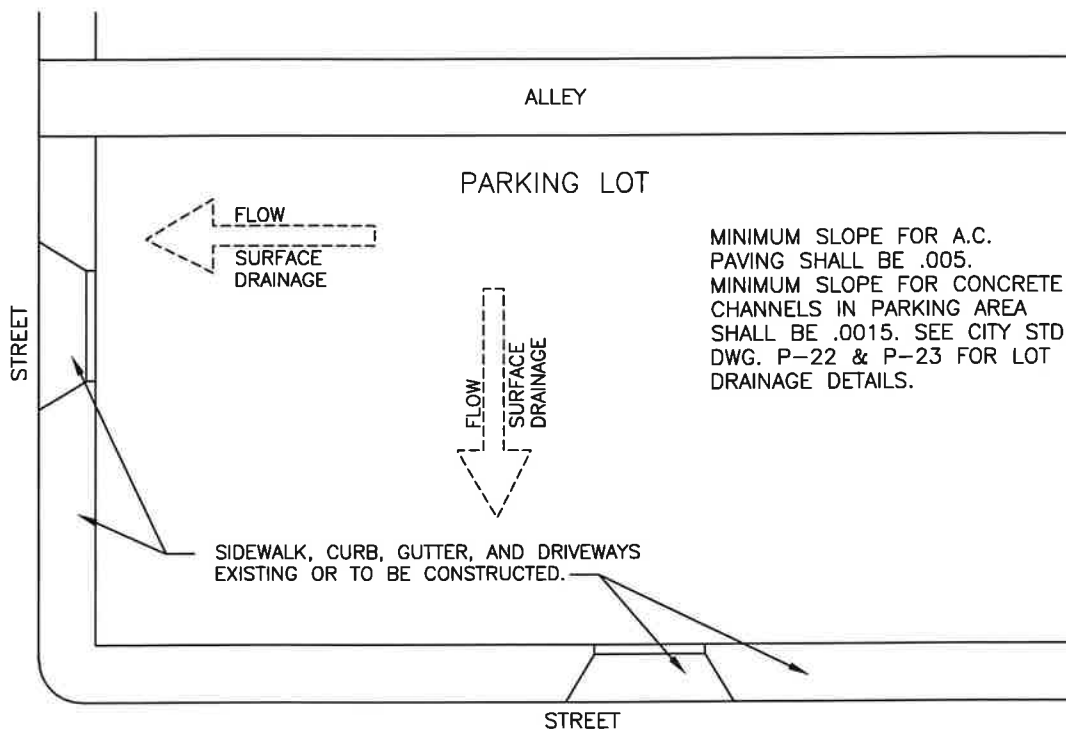 ALLEY
PARKING LOT
FLOW
SURFACE
DRAINAGE
MINIMUM SLOPE FOR A.C.
PAVING SHALL BE .005.
MINIMUM SLOPE FOR CONCRETE
CHANNELS IN PARKING AREA
SHALL BE .0015. SEE CITY STD
DWG. P-22 & P-23 FOR LOT
DRAINAGE DETAILS.
STREET
FLOW
SURFACE
DRAINAGE
SIDEWALK, CURB, GUTTER, AND DRIVEWAYS
EXISTING OR TO BE CONSTRUCTED.
STREET